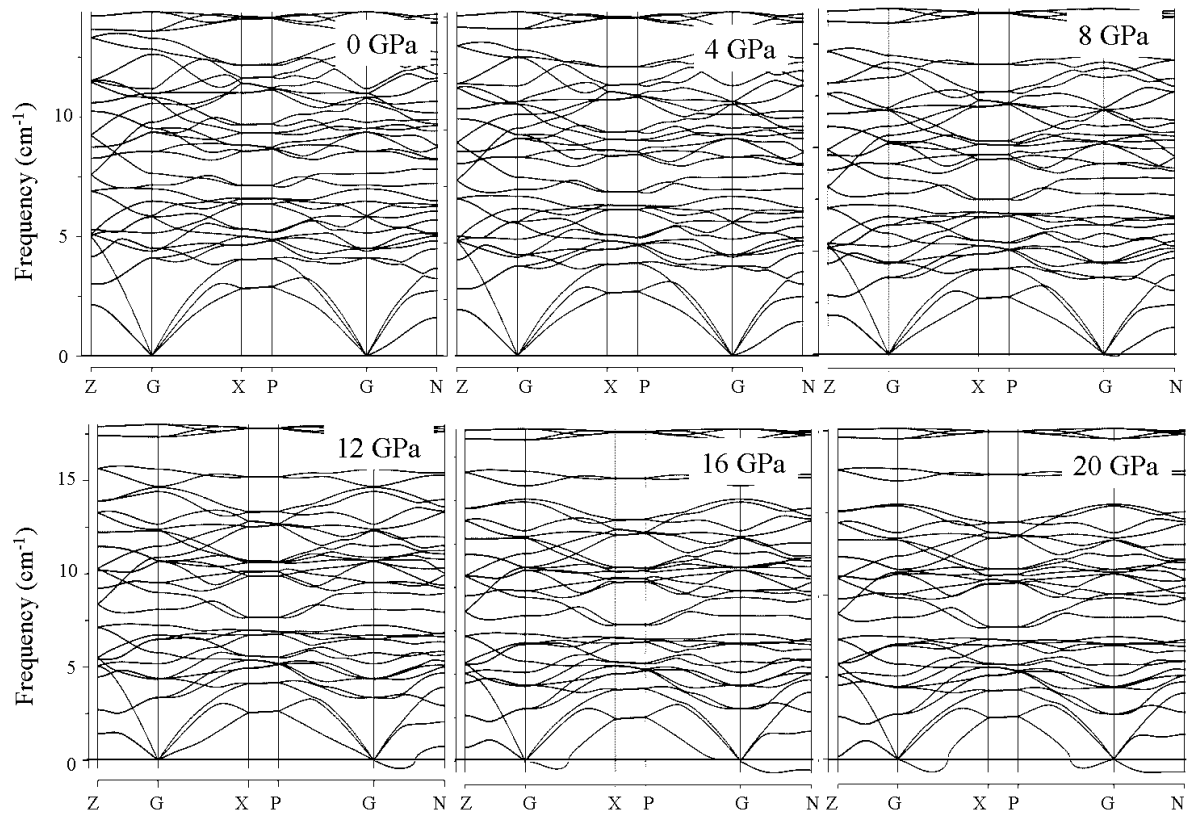 0 GPa
4 GPa
8 GPa
Frequency (cm-1)
10
5
0
Z G X P G N
Z G X P G N
Z G X P G N
12 GPa
16 GPa
20 GPa
Frequency (cm-1)
15
10
5
0
Z G X P G N
Z G X P G N
Z G X P G N